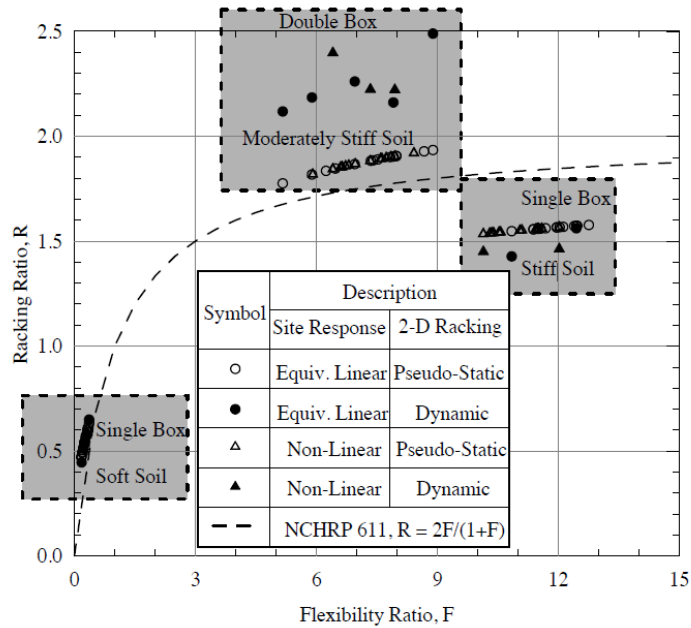 Double Box
2.5
2.0
1.5
1.0
0.5
0.0
Racking Ratio, R
Moderately Stiff Soil
Single Box
Stiff Soil
Single Box
Soft Soil
Symbol
Description
Site Response
2-D Racking
Equiv. Linear
Pseudo-Static
Equiv. Linear
Dynamic
Non-Linear
Pseudo-Static
Non-Linear
Dynamic
NCHRP 611, R = 2F/(1+F)
0 3 6 9 12 15
Flexibility Ratio, F